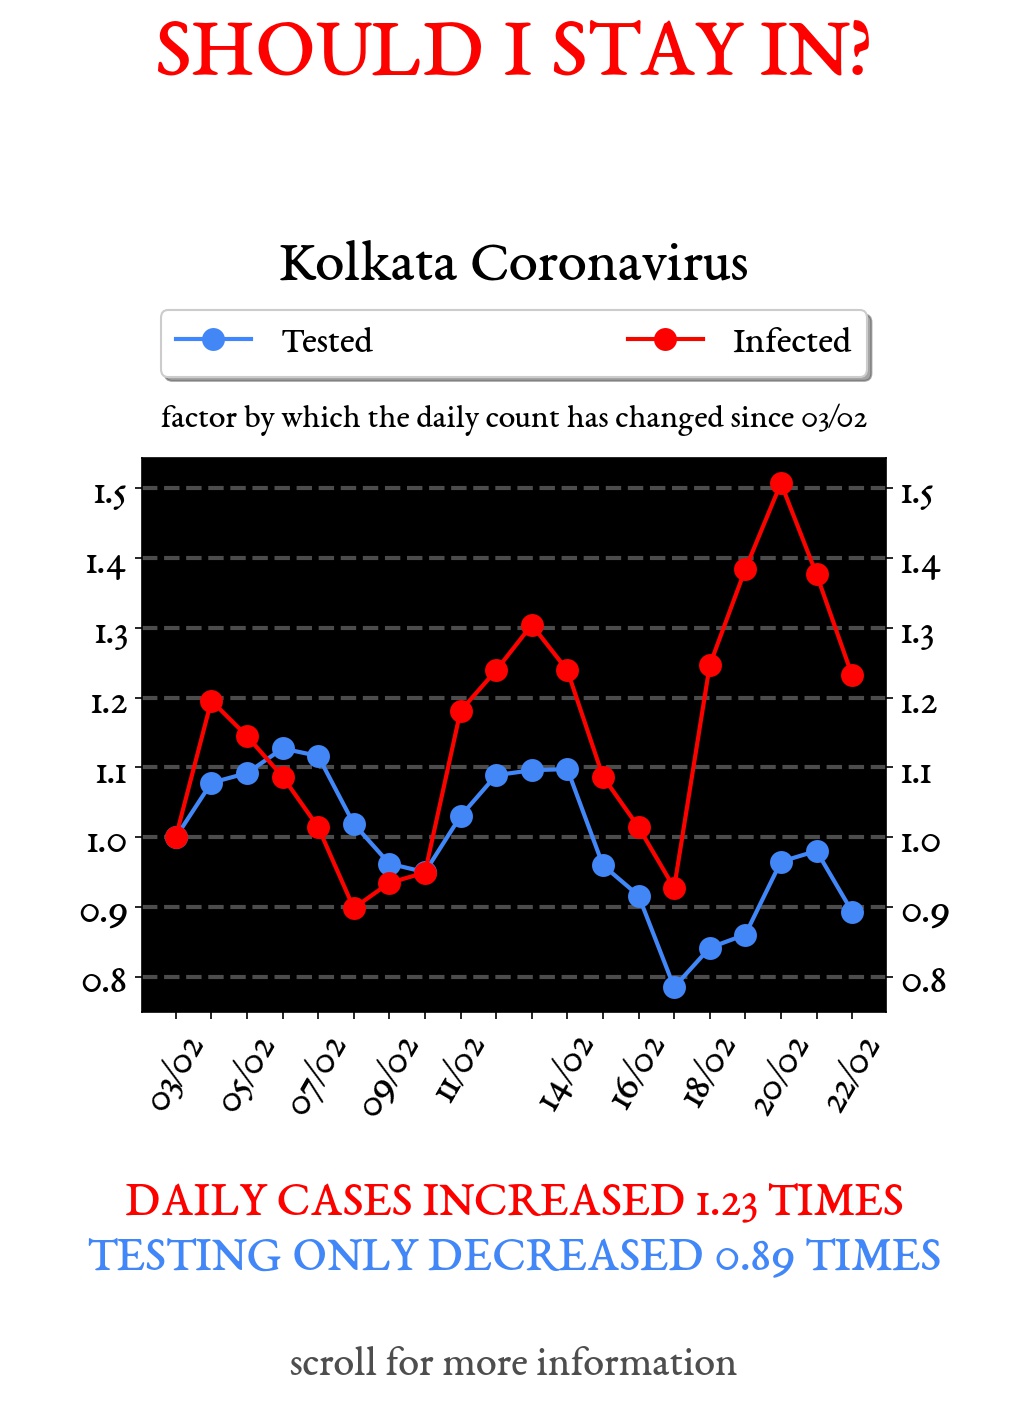 SHOULD I STAY IN?
Kolkata Coronavirus
Tested Infected
factor by which the daily count has changed since 03/02
1.5 1.5
1.4 1.4
1.3 1.3
1.2 1.2
1.1 1.1
1.0 1.0
0.9 0.9
0.8 0.8
03/02 05/02 07/02 09/02 11/02 14/02 16/02 18/02 20/02 22/02
DAILY CASES INCREASED 1.23 TIMES
TESTING ONLY DECREASED 0.89 TIMES
scroll for more information